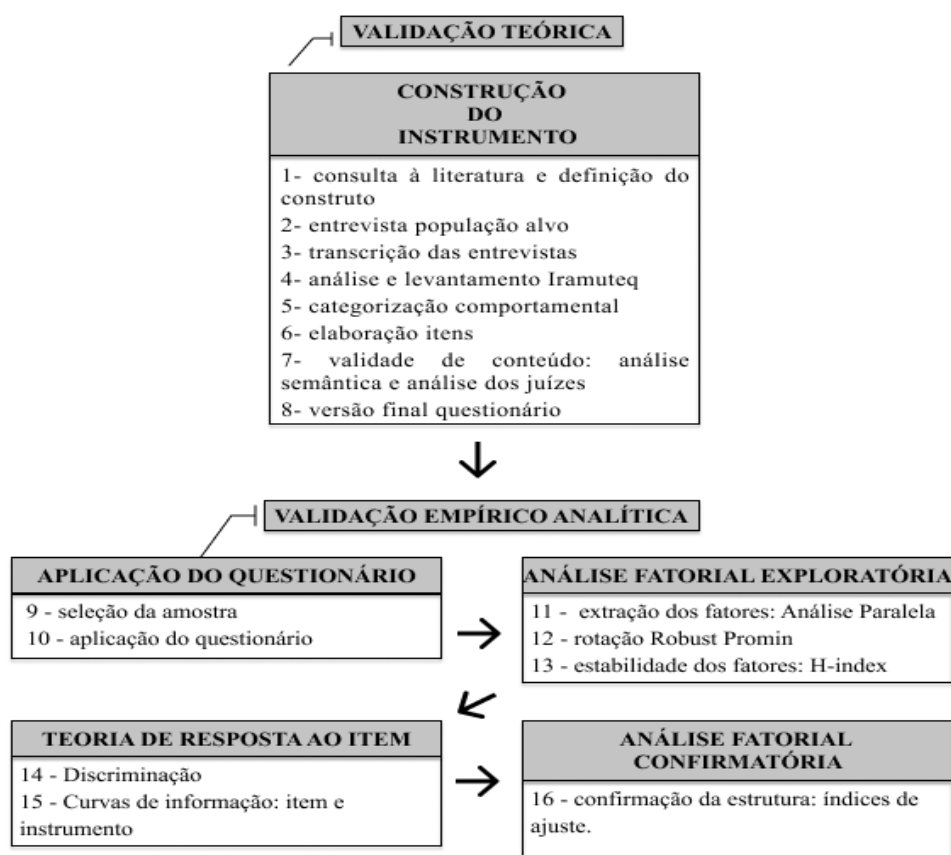 VALIDAÇÃO TEÓRICA
CONSTRUÇÃO
DO
INSTRUMENTO
1- consulta à literatura e definição do
construto
2- entrevista população alvo
3- transcrição das entrevistas
4- análise e levantamento Iramuteq
5- categorização comportamental
6- elaboração itens
7- validade de conteúdo: análise
semântica e análise dos juízes
8- versão final questionário
VALIDAÇÃO EMPÍRICO ANALÍTICA
APLICAÇÃO DO QUESTIONÁRIO
9 - seleção da amostra
10 - aplicação do questionário
ANÁLISE FATORIAL EXPLORATÓRIA
11 - extração dos fatores: Análise Paralela
12 - rotação Robust Promin
13 - estabilidade dos fatores: H-index
TEORIA DE RESPOSTA AO ITEM
14 - Discriminação
15 - Curvas de informação: item e
instrumento
ANÁLISE FATORIAL
CONFIRMATÓRIA
16 - confirmação da estrutura: índices de
ajuste.